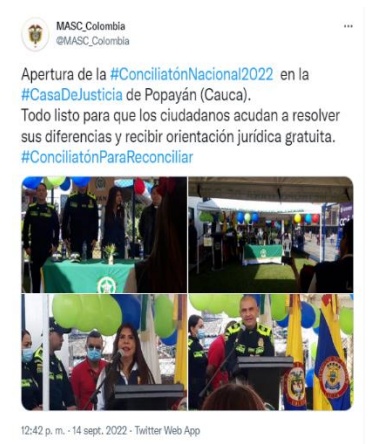 MASC_Colombia
@MASC_Colombia
Apertura de la #ConciliatónNacional2022 en la
#CasaDeJusticia de Popayán (Cauca).
Todo listo para que los ciudadanos acudan a resolver
sus diferencias y recibir orientación jurídica gratuita.
#ConciliatónParaReconciliar
12:42 p. m. · 14 sept. 2022 · Twitter Web App